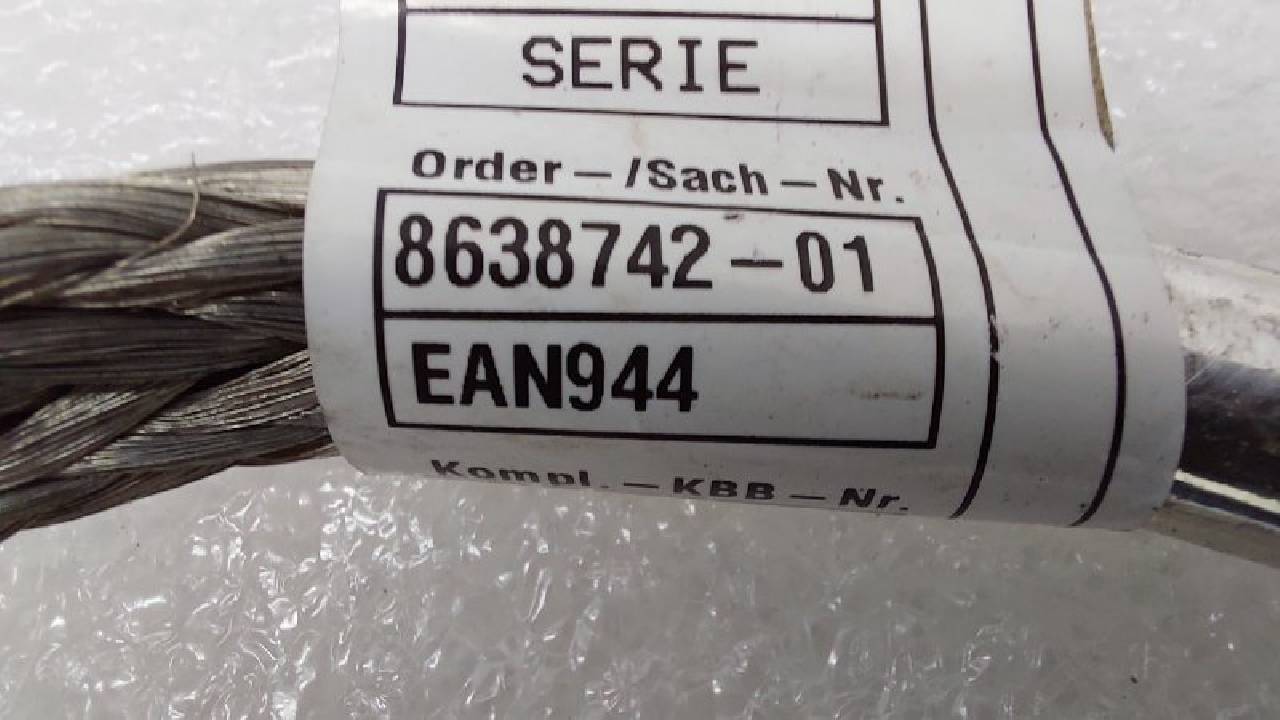 SERIE
Order-/Sach-Nr.
8638742-01
EAN944
Kompl.-KBB-Nr.